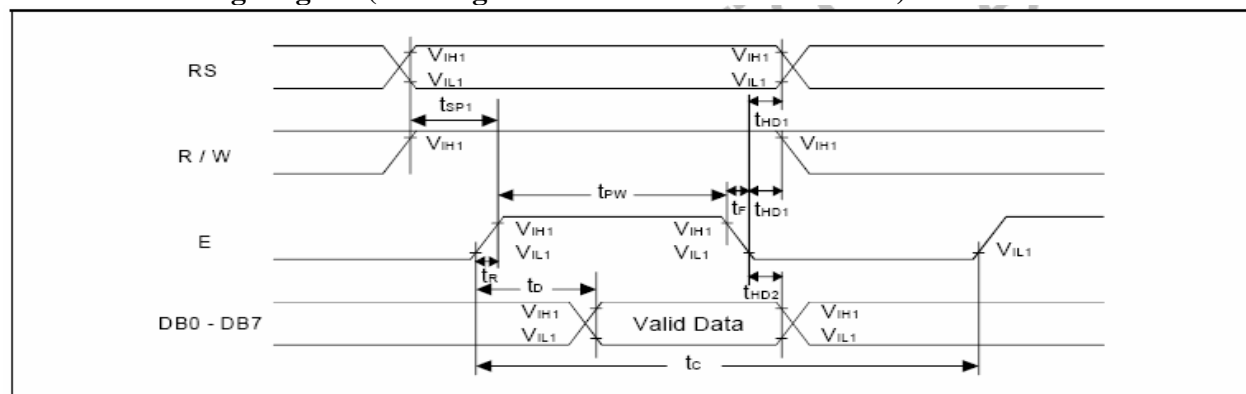 RS
VIH1
VIL1
VIH1
VIL1
tSP1
tHD1
R / W
VIH1
VIH1
tPW
tF
tHD1
E
VIH1
VIL1
VIH1
VIL1
VIL1
tR
tD
tHD2
DB0 - DB7
VIH1
VIL1
Valid Data
VIH1
VIL1
tC